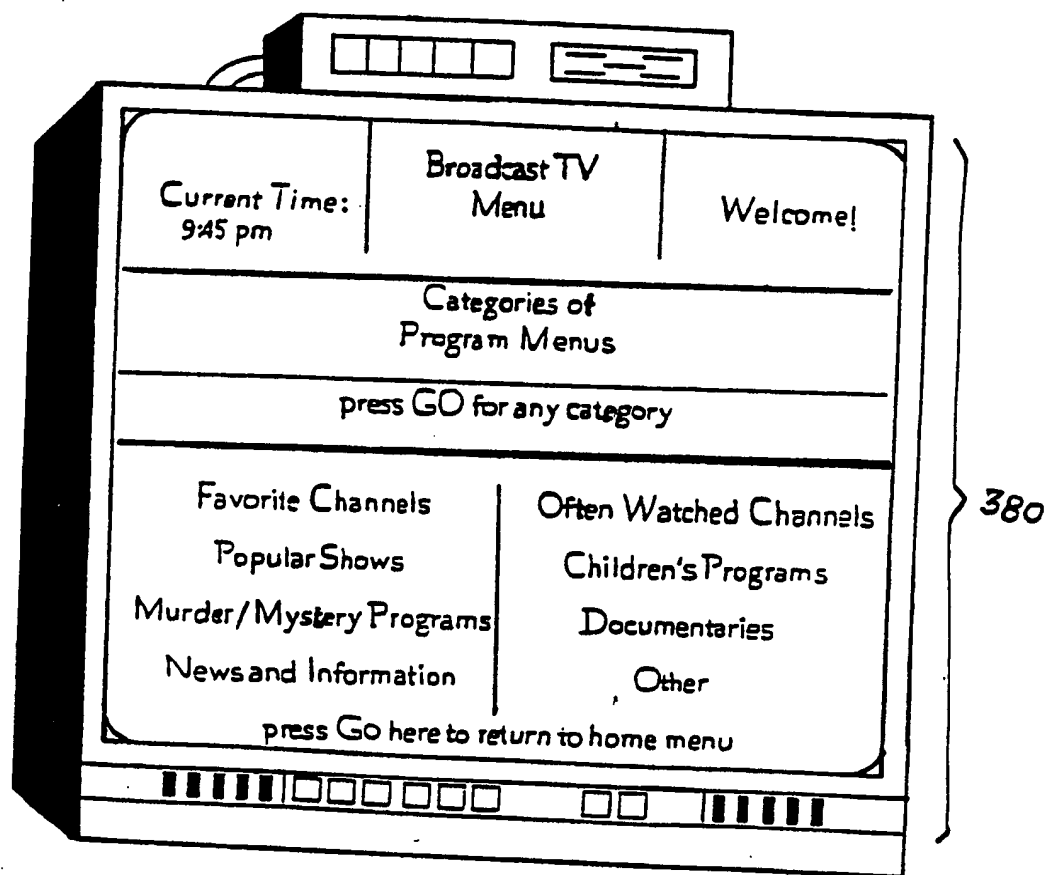 Current Time:
9:45 pm
Broadcast TV
Menu
Welcome!
Categories of
Program Menus
press GO for any category
Favorite Channels
Popular Shows
Murder/Mystery Programs
News and Information
Often Watched Channels
Children's Programs
Documentaries
Other
press Go here to return to home menu
380